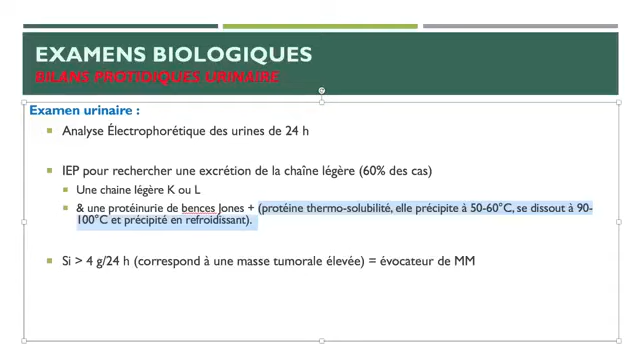 EXAMENS BIOLOGIQUES
BILANS PROTIDIQUES URINAIRE
Examen urinaire :
Analyse Électrophorétique des urines de 24 h
IEP pour rechercher une excrétion de la chaîne légère (60% des cas)
Une chaine légère K ou L
& une protéinurie de bences Jones + (protéine thermo-solubilité, elle précipite à 50-60°C, se dissout à 90-
100°C et précipité en refroidissant).
Si > 4 g/24 h (correspond à une masse tumorale élevée) = évocateur de MM